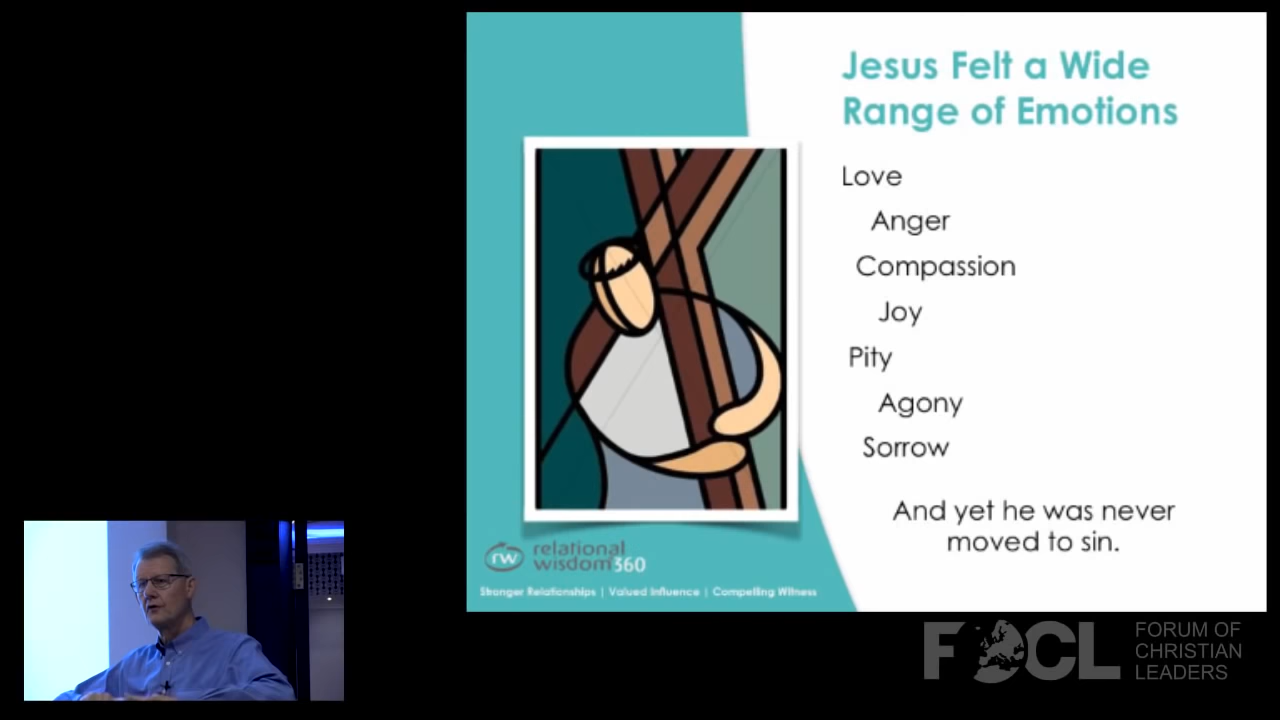 Jesus Felt a Wide
Range of Emotions
Love
Anger
Compassion
Joy
Pity
Agony
Sorrow
And yet he was never
moved to sin.
rw relational
wisdom360
Stronger Relationships | Valued Influence | Compelling Witness
FOCL
FORUM OF
CHRISTIAN
LEADERS